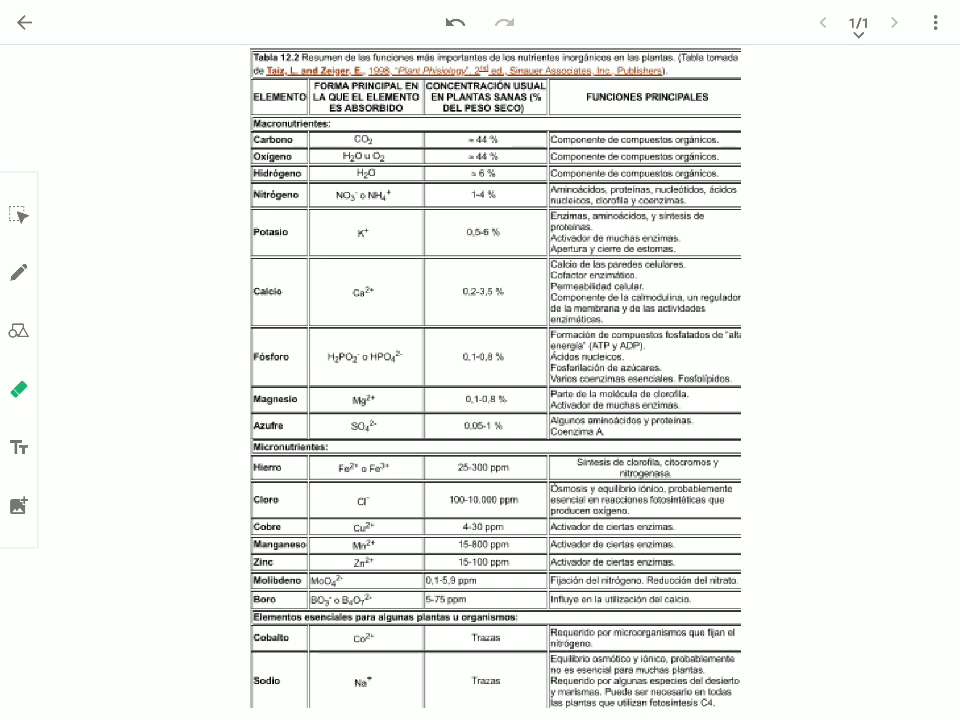 1/1
Tabla 12.2 Resumen de las funciones más importantes de los nutrientes inorgánicos en las plantas. (Tabla tomada
de Taiz, L. and Zeiger, E., 1998, "Plant Phisiology", 2nd ed., Sinauer Associates, Inc., Publishers).
ELEMENTO FORMA PRINCIPAL EN LA QUE EL ELEMENTO ES ABSORBIDO CONCENTRACIÓN USUAL EN PLANTAS SANAS (% DEL PESO SECO) FUNCIONES PRINCIPALES
Macronutrientes:
Carbono CO2 ≈ 44 % Componente de compuestos orgánicos.
Oxígeno H2O u O2 ≈ 44 % Componente de compuestos orgánicos.
Hidrógeno H2O ≈ 6 % Componente de compuestos orgánicos.
Nitrógeno NO3- o NH4+ 1-4 % Aminoácidos, proteínas, nucleótidos, ácidos
nucleicos, clorofila y coenzimas.
Potasio K+ 0,5-6 % Enzimas, aminoácidos, y síntesis de
proteínas.
Activador de muchas enzimas.
Apertura y cierre de estomas.
Calcio Ca2+ 0,2-3,5 % Calcio de las paredes celulares.
Cofactor enzimático.
Permeabilidad celular.
Componente de la calmodulina, un regulador
de la membrana y de las actividades
enzimáticas.
Fósforo H2PO2- o HPO42- 0,1-0,8 % Formación de compuestos fosfatados de "alta
energía" (ATP y ADP).
Ácidos nucleicos.
Fosforilación de azúcares.
Varios coenzimas esenciales. Fosfolípidos.
Magnesio Mg2+ 0,1-0,8 % Parte de la molécula de clorofila.
Activador de muchas enzimas.
Azufre SO42- 0,05-1 % Algunos aminoácidos y proteínas.
Coenzima A.
Micronutrientes:
Hierro Fe2+ o Fe3+ 25-300 ppm Síntesis de clorofila, citocromos y
nitrogenasa.
Cloro Cl- 100-10.000 ppm Ósmosis y equilibrio iónico, probablemente
esencial en reacciones fotosintéticas que
producen oxígeno.
Cobre Cu2+ 4-30 ppm Activador de ciertas enzimas.
Manganeso Mn2+ 15-800 ppm Activador de ciertas enzimas.
Zinc Zn2+ 15-100 ppm Activador de ciertas enzimas.
Molibdeno MoO42- 0,1-5,9 ppm Fijación del nitrógeno. Reducción del nitrato.
Boro BO3- o B4O72- 5-75 ppm Influye en la utilización del calcio.
Elementos esenciales para algunas plantas u organismos:
Cobalto Co2+ Trazas Requerido por microorganismos que fijan el
nitrógeno.
Sodio Na+ Trazas Equilibrio osmótico y iónico, probablemente
no es esencial para muchas plantas.
Requerido por algunas especies del desierto
y marismas. Puede ser necesario en todas
las plantas que utilizan fotosíntesis C4.
Tт